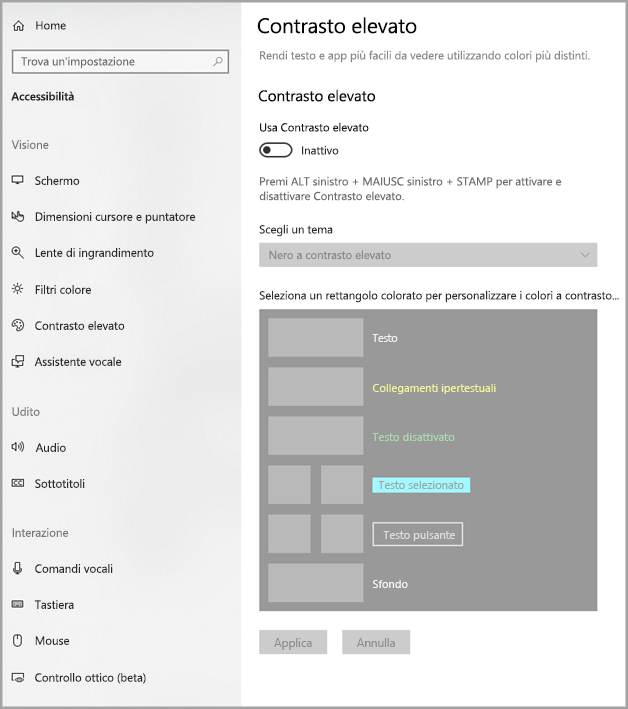 Home
Trova un'impostazione
Accessibilità
Visione
Schermo
Dimensioni cursore e puntatore
Lente di ingrandimento
Filtri colore
Contrasto elevato
Assistente vocale
Udito
Audio
Sottotitoli
Interazione
Comandi vocali
Tastiera
Mouse
Controllo ottico (beta)
Contrasto elevato
Rendi testo e app più facili da vedere utilizzando colori più distinti.
Contrasto elevato
Usa Contrasto elevato
Inattivo
Premi ALT sinistro + MAIUSC sinistro + STAMP per attivare e
disattivare Contrasto elevato.
Scegli un tema
Nero a contrasto elevato
Seleziona un rettangolo colorato per personalizzare i colori a contrasto...
Testo
Collegamenti ipertestuali
Testo disattivato
Testo selezionato
Testo pulsante
Sfondo
Applica
Annulla